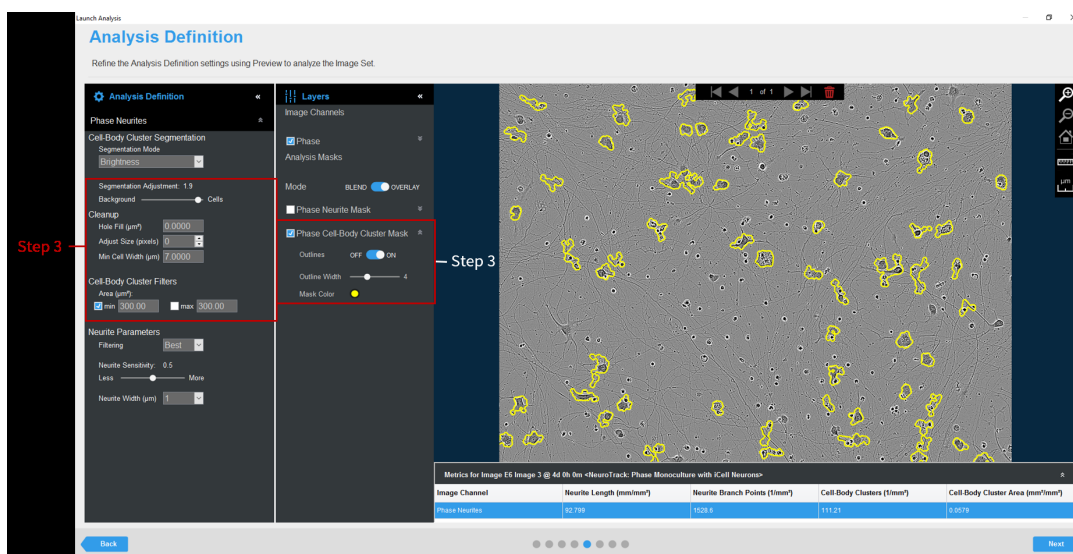 Launch Analysis
Analysis Definition
Refine the Analysis Definition settings using Preview to analyze the Image Set.
Analysis Definition «
Phase Neurites
Cell-Body Cluster Segmentation
Segmentation Mode
Brightness
Segmentation Adjustment: 1.9
Background Cells
Cleanup
Hole Fill (µm²) 0.0000
Adjust Size (pixels) 0
Min Cell Width (µm) 7.0000
Cell-Body Cluster Filters
Area (µm²):
min 300.00 max 300.00
Neurite Parameters
Filtering Best
Neurite Sensitivity: 0.5
Less More
Neurite Width (µm) 1
Step 3
Layers «
Image Channels
Phase
Analysis Masks
Mode BLEND OVERLAY
Phase Neurite Mask
Phase Cell-Body Cluster Mask
Outlines OFF ON
Outline Width 4
Mask Color
Step 3
1 of 1
µm
Metrics for Image E6 Image 3 @ 4d 0h 0m <NeuroTrack: Phase Monoculture with iCell Neurons>
Image Channel Neurite Length (mm/mm²) Neurite Branch Points (1/mm²) Cell-Body Clusters (1/mm²) Cell-Body Cluster Area (mm²/mm²)
Phase Neurites 92.799 1528.6 111.21 0.0579
Back Next